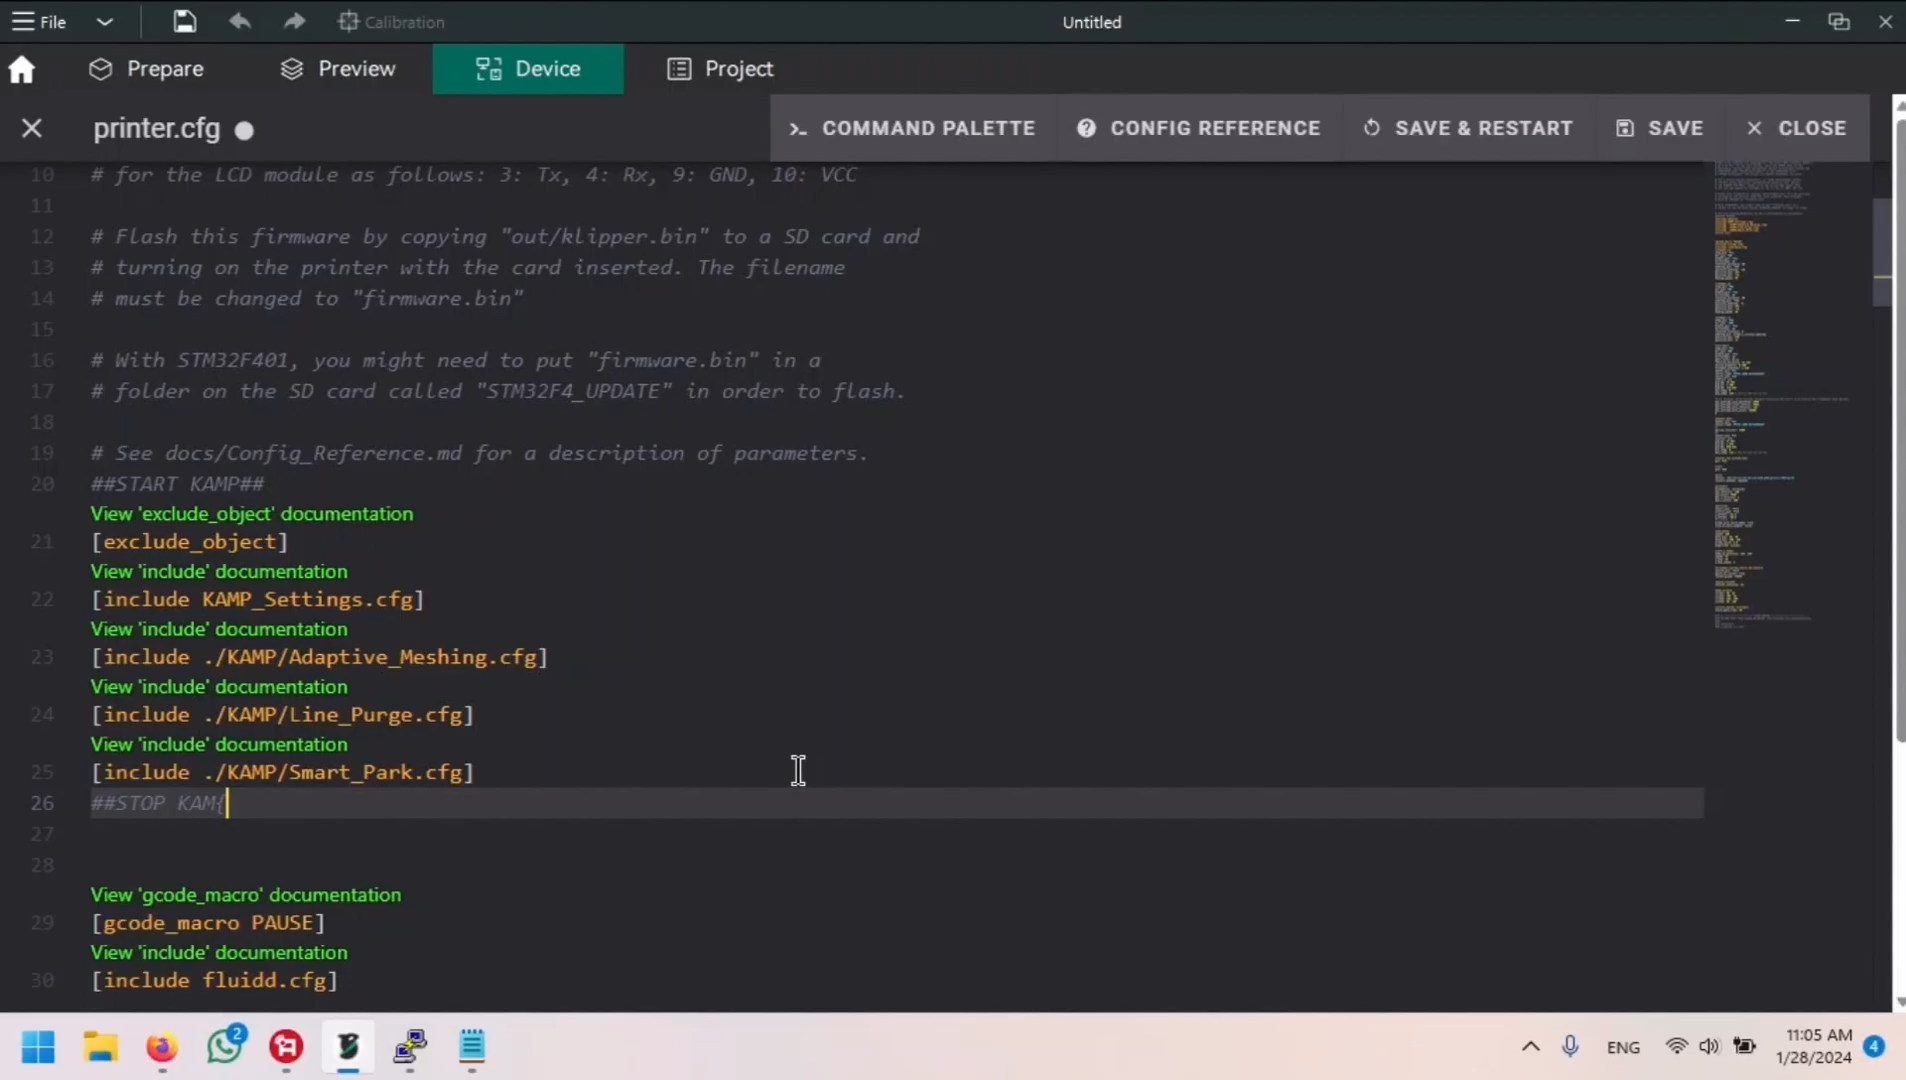 File
Calibration
Untitled
Prepare
Preview
Device
Project
printer.cfg
COMMAND PALETTE
CONFIG REFERENCE
SAVE & RESTART
SAVE
CLOSE
10 # for the LCD module as follows: 3: Tx, 4: Rx, 9: GND, 10: VCC
11
12 # Flash this firmware by copying "out/klipper.bin" to a SD card and
13 # turning on the printer with the card inserted. The filename
14 # must be changed to "firmware.bin"
15
16 # With STM32F401, you might need to put "firmware.bin" in a
17 # folder on the SD card called "STM32F4_UPDATE" in order to flash.
18
19 # See docs/Config_Reference.md for a description of parameters.
20 ##START KAMP##
View 'exclude_object' documentation
21 [exclude_object]
View 'include' documentation
22 [include KAMP_Settings.cfg]
View 'include' documentation
23 [include ./KAMP/Adaptive_Meshing.cfg]
View 'include' documentation
24 [include ./KAMP/Line_Purge.cfg]
View 'include' documentation
25 [include ./KAMP/Smart_Park.cfg]
26 ##STOP KAM{
27
28
View 'gcode_macro' documentation
29 [gcode_macro PAUSE]
View 'include' documentation
30 [include fluidd.cfg]
2
ENG
11:05 AM
1/28/2024
4